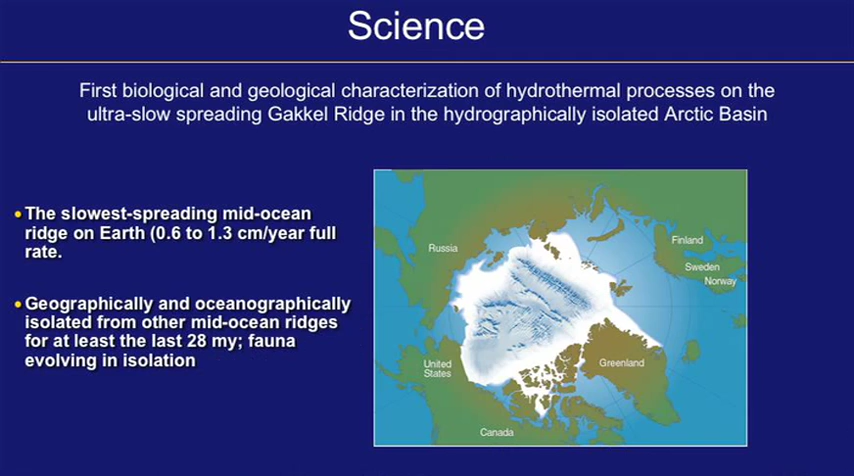 Science
First biological and geological characterization of hydrothermal processes on the
ultra-slow spreading Gakkel Ridge in the hydrographically isolated Arctic Basin
• The slowest-spreading mid-ocean
ridge on Earth (0.6 to 1.3 cm/year full
rate.
• Geographically and oceanographically
isolated from other mid-ocean ridges
for at least the last 28 my; fauna
evolving in isolation
Russia
Finland
Sweden
Norway
United
States
Greenland
Canada